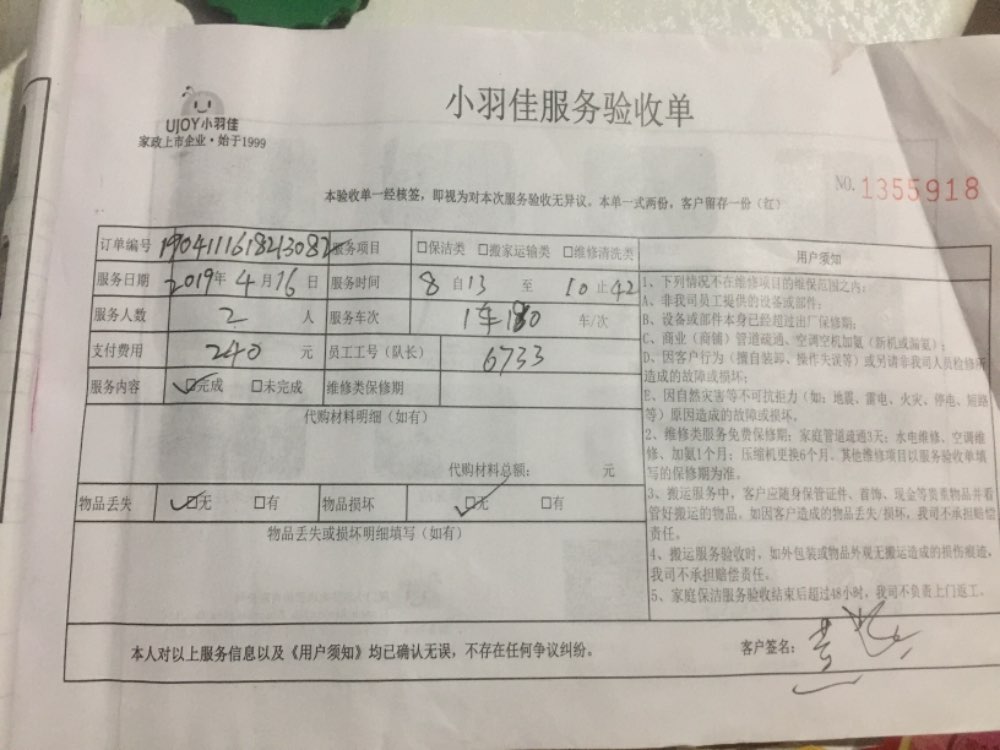 UJOY小羽佳
家政上市企业·始于1999
小羽佳服务验收单
NO. 1355918
本验收单一经核签，即视为对本次服务验收无异议。本单一式两份，客户留存一份（红）
订单编号 190411161821308 服务项目 □保洁类 □搬家运输类 □维修清洗类
服务日期 2019年4月16日 服务时间 8自13至10止42
服务人数 2 人 服务车次 1车180 车/次
支付费用 240 元 员工工号（队长） 6733
服务内容 ☑完成 □未完成 维修类保修期
代购材料明细（如有）
代购材料总额： 元
物品丢失 ☑无 □有 物品损坏 ☑无 □有
物品丢失或损坏明细填写（如有）
用户须知
1、下列情况不在维修项目的维保范围之内：
A、非我司员工提供的设备或部件；
B、设备或部件本身已经超过出厂保修期；
C、商业（商铺）管道疏通、空调空机加氨（新机或漏氨）；
D、因客户行为（擅自装卸、操作失误等）或另请非我司人员检修所
造成的故障或损坏；
E、因自然灾害等不可抗拒力（如：地震、雷电、火灾、停电、短路
等）原因造成的故障或损坏。
2、维修类服务免费保修期：家庭管道疏通3天；水电维修、空调维
修、加氨1个月；压缩机更换6个月。其他维修项目以服务验收单填
写的保修期为准。
3、搬运服务中，客户应随身保管证件、首饰、现金等贵重物品并看
管好搬运的物品。如因客户造成的物品丢失/损坏，我司不承担赔偿
责任。
4、搬运服务验收时，如外包装或物品外观无搬运造成的损伤痕迹，
我司不承担赔偿责任。
5、家庭保洁服务验收结束后超过48小时，我司不负责上门返工。
本人对以上服务信息以及《用户须知》均已确认无误，不存在任何争议纠纷。
客户签名：